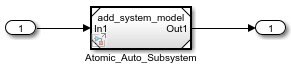 add_system_model
1 In1 Out1 1
Atomic_Auto_Subsystem